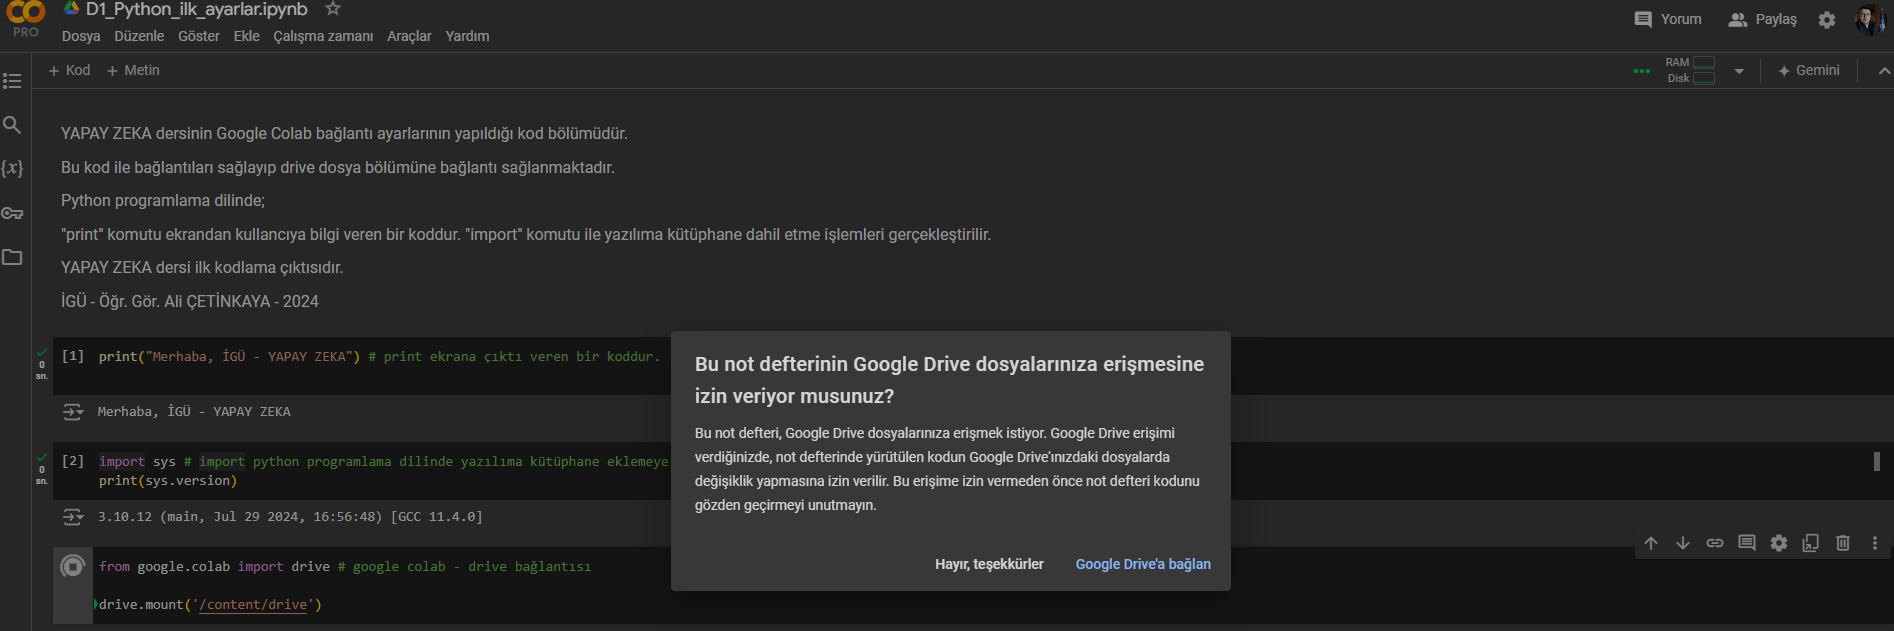 CO
PRO
D1_Python_ilk_ayarlar.ipynb
Dosya Düzenle Göster Ekle Çalışma zamanı Araçlar Yardım
Yorum Paylaş
+ Kod + Metin
RAM
Disk
Gemini
YAPAY ZEKA dersinin Google Colab bağlantı ayarlarının yapıldığı kod bölümüdür.
Bu kod ile bağlantıları sağlayıp drive dosya bölümüne bağlantı sağlanmaktadır.
Python programlama dilinde;
"print" komutu ekrandan kullancıya bilgi veren bir koddur. "import" komutu ile yazılıma kütüphane dahil etme işlemleri gerçekleştirilir.
YAPAY ZEKA dersi ilk kodlama çıktısıdır.
İGÜ - Öğr. Gör. Ali ÇETİNKAYA - 2024
0
sn.
[1] print("Merhaba, İGÜ - YAPAY ZEKA") # print ekrana çıktı veren bir koddur.
Merhaba, İGÜ - YAPAY ZEKA
0
sn.
[2] import sys # import python programlama dilinde yazılıma kütüphane eklemeye
print(sys.version)
3.10.12 (main, Jul 29 2024, 16:56:48) [GCC 11.4.0]
from google.colab import drive # google colab - drive bağlantısı
drive.mount('/content/drive')
Bu not defterinin Google Drive dosyalarınıza erişmesine
izin veriyor musunuz?
Bu not defteri, Google Drive dosyalarınıza erişmek istiyor. Google Drive erişimi
verdiğinizde, not defterinde yürütülen kodun Google Drive'ınızdaki dosyalarda
değişiklik yapmasına izin verilir. Bu erişime izin vermeden önce not defteri kodunu
gözden geçirmeyi unutmayın.
Hayır, teşekkürler Google Drive'a bağlan